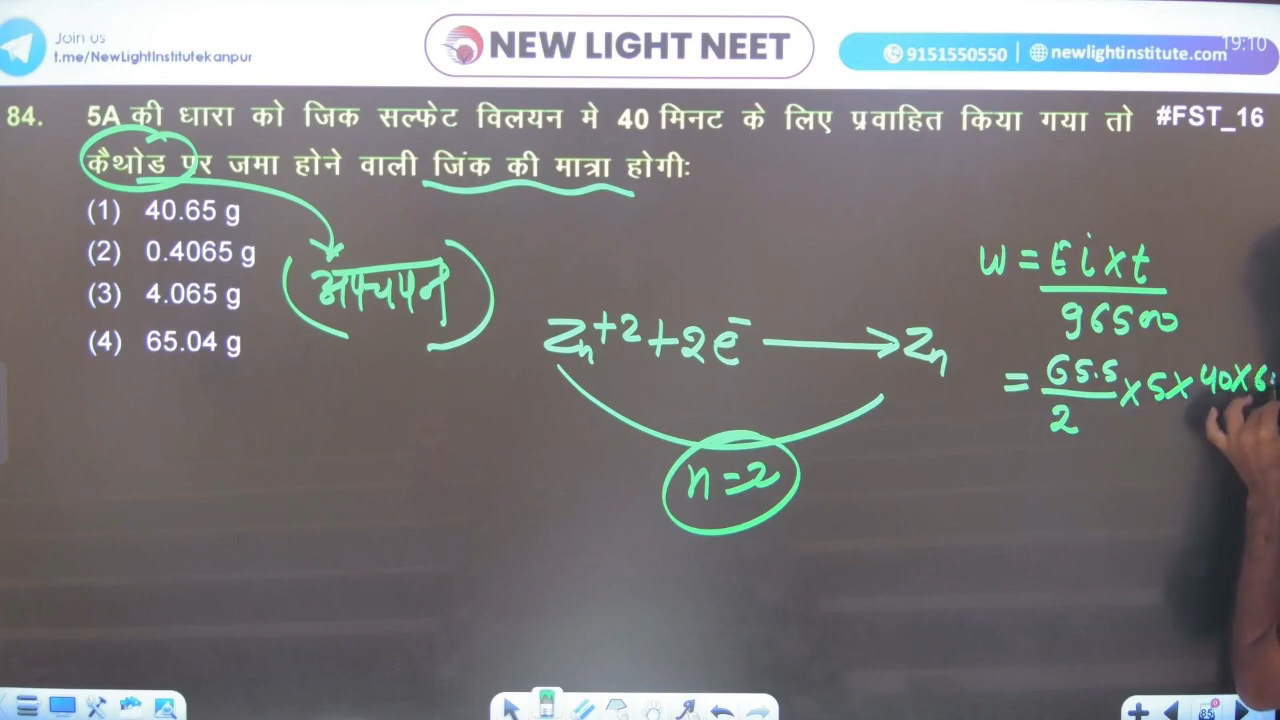 Join us
t.me/NewLightInstitutekanpur
NEW LIGHT NEET
9151550550 | newlightinstitute.com
19:10
84. 5A की धारा को जिक सल्फेट विलयन मे 40 मिनट के लिए प्रवाहित किया गया तो #FST_16
कैथोड पर जमा होने वाली जिंक की मात्रा होगीः
(1) 40.65 g
(2) 0.4065 g
(3) 4.065 g
(4) 65.04 g
(अपचयन)
Zn+2 + 2e- → Zn
n=2
w = E i × t
96500
= 65.5 × 5 × 40 × 6
2
85